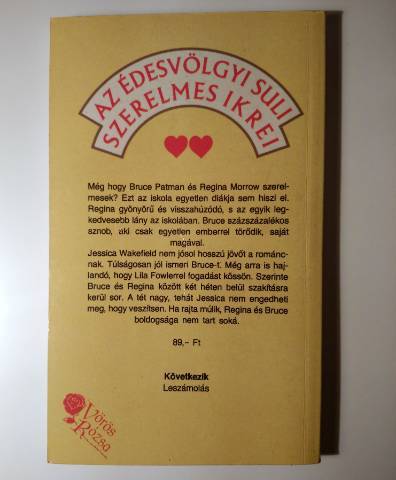 AZ ÉDESVÖLGYI SULI
SZERELMES IKREI
Még hogy Bruce Patman és Regina Morrow szerel-
mesek? Ezt az iskola egyetlen diákja sem hiszi el.
Regina gyönyörű és visszahúzódó, s az egyik leg-
kedvesebb lány az iskolában. Bruce százszázalékos
sznob, aki csak egyetlen emberrel törődik, saját
magával.
Jessica Wakefield nem jósol hosszú jövőt a románc-
nak. Túlságosan jól ismeri Bruce-t. Még arra is haj-
landó, hogy Lila Fowlerrel fogadást kössön. Szerinte
Bruce és Regina között két héten belül szakításra
kerül sor. A tét nagy, tehát Jessica nem engedheti
meg, hogy veszítsen. Ha rajta múlik, Regina és Bruce
boldogsága nem tart soká.
89,– Ft
Következik
Leszámolás
Vörös
Rózsa